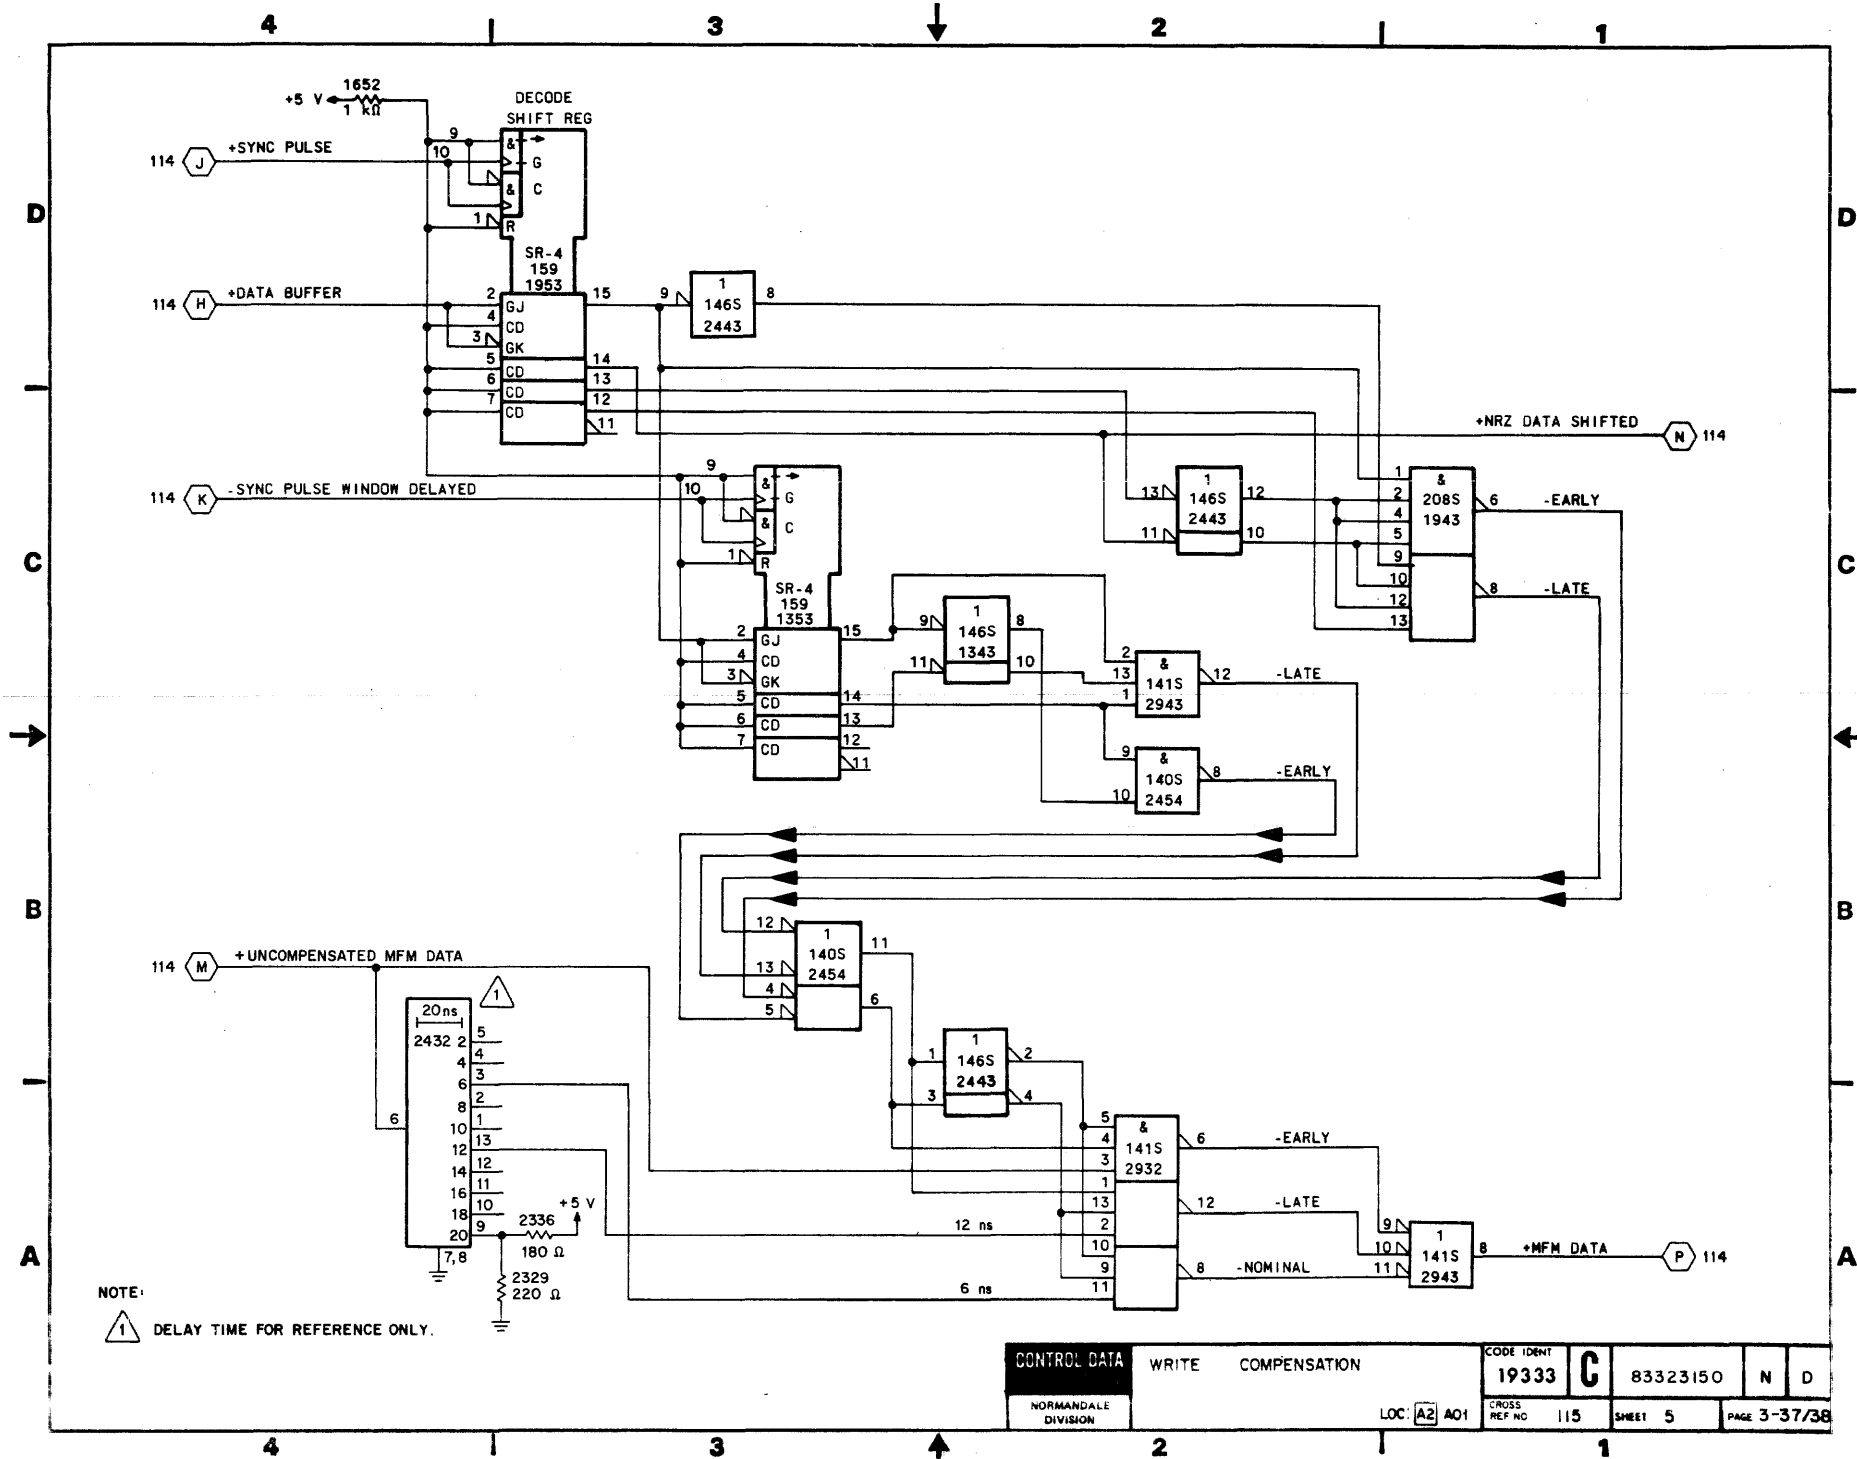 4 3 2 1
1652
+5 V
1 kΩ
DECODE
SHIFT REG
9
&
114 J +SYNC PULSE
10
G
&
C
1
R
D
D
SR-4
159
1953
114 H +DATA BUFFER
2 GJ 15
4 CD
3 GK
5 CD 14
6 CD 13
7 CD 12
11
9 1 8
146S
2443
+NRZ DATA SHIFTED N 114
114 K -SYNC PULSE WINDOW DELAYED
9
&
10
G
&
C
1
R
SR-4
159
1353
2 GJ 15
4 CD
3 GK
5 CD 14
6 CD 13
7 CD 12
11
1
13 146S 12
2443
11 10
1 &
2 208S 6 -EARLY
4 1943
5
9
10 8 -LATE
12
13
C
C
1
9 146S 8
1343
11 10
2 &
13 141S 12 -LATE
1 2943
9 &
140S 8 -EARLY
10 2454
B
B
12 1 11
140S
13 2454
4 6
5
114 M +UNCOMPENSATED MFM DATA
1
20ns
2432 2 5
4 4
6 3
8 2
6 10 1
12 13
14 12
16 11
18 10
20 9
7,8
2336
180 Ω
+5 V
2329
220 Ω
1
1 146S 2
2443
3 4
5 &
4 141S 6 -EARLY
3 2932
1
13 12 -LATE
12 ns 2
10
9 8 -NOMINAL
6 ns 11
9 1
10 141S 8 +MFM DATA P 114
11 2943
A
A
NOTE:
1 DELAY TIME FOR REFERENCE ONLY.
CONTROL DATA
NORMANDALE
DIVISION
WRITE COMPENSATION
LOC: A2 A01
CODE IDENT
19333
C
83323150
N
D
CROSS
REF NO 115
SHEET 5
PAGE 3-37/38
4 3 2 1